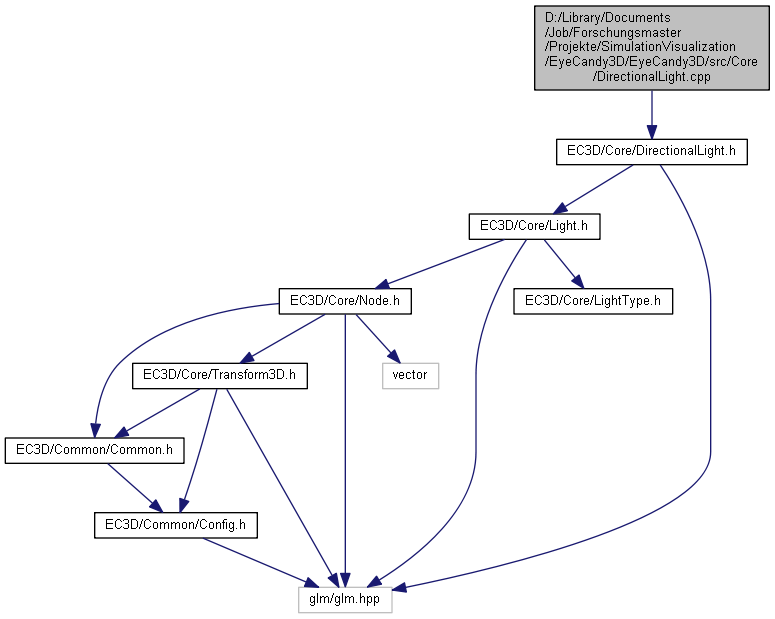 D:/Library/Documents
/Job/Forschungsmaster
/Projekte/SimulationVisualization
/EyeCandy3D/EyeCandy3D/src/Core
/DirectionalLight.cpp
EC3D/Core/DirectionalLight.h
EC3D/Core/Light.h
EC3D/Core/Node.h
EC3D/Core/LightType.h
EC3D/Core/Transform3D.h
vector
EC3D/Common/Common.h
EC3D/Common/Config.h
glm/glm.hpp